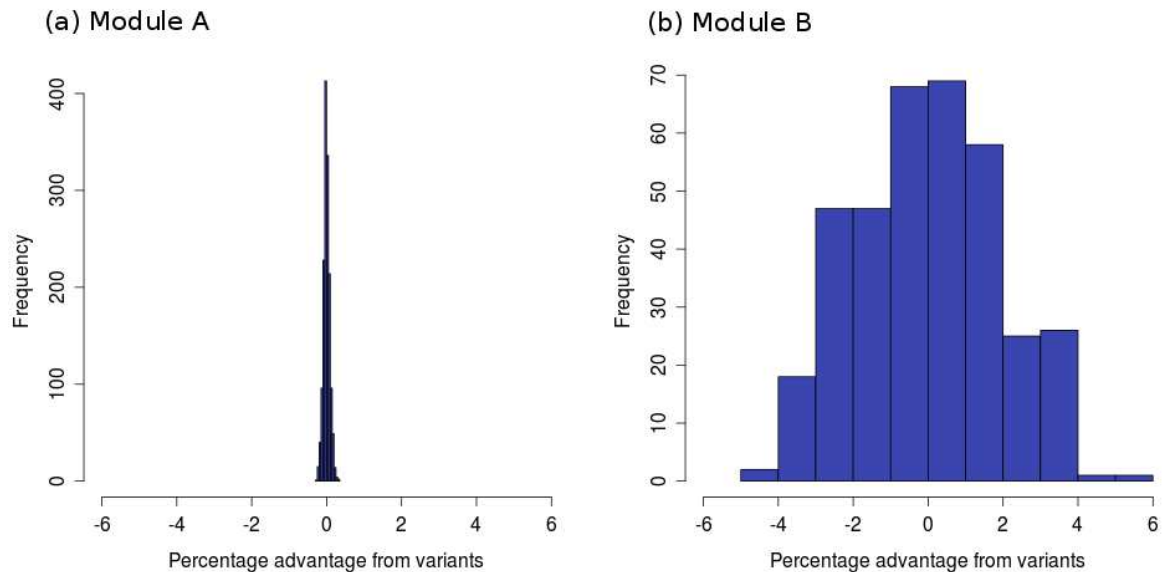 (a) Module A
Frequency
400
300
200
100
0
-6 -4 -2 0 2 4 6
Percentage advantage from variants
(b) Module B
Frequency
70
60
50
40
30
20
10
0
-6 -4 -2 0 2 4 6
Percentage advantage from variants